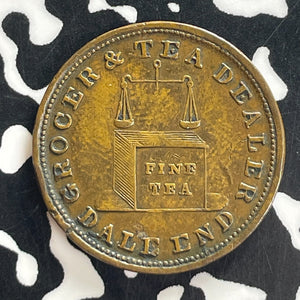 GROCER & TEA DEALER
FINE
TEA
DALE END